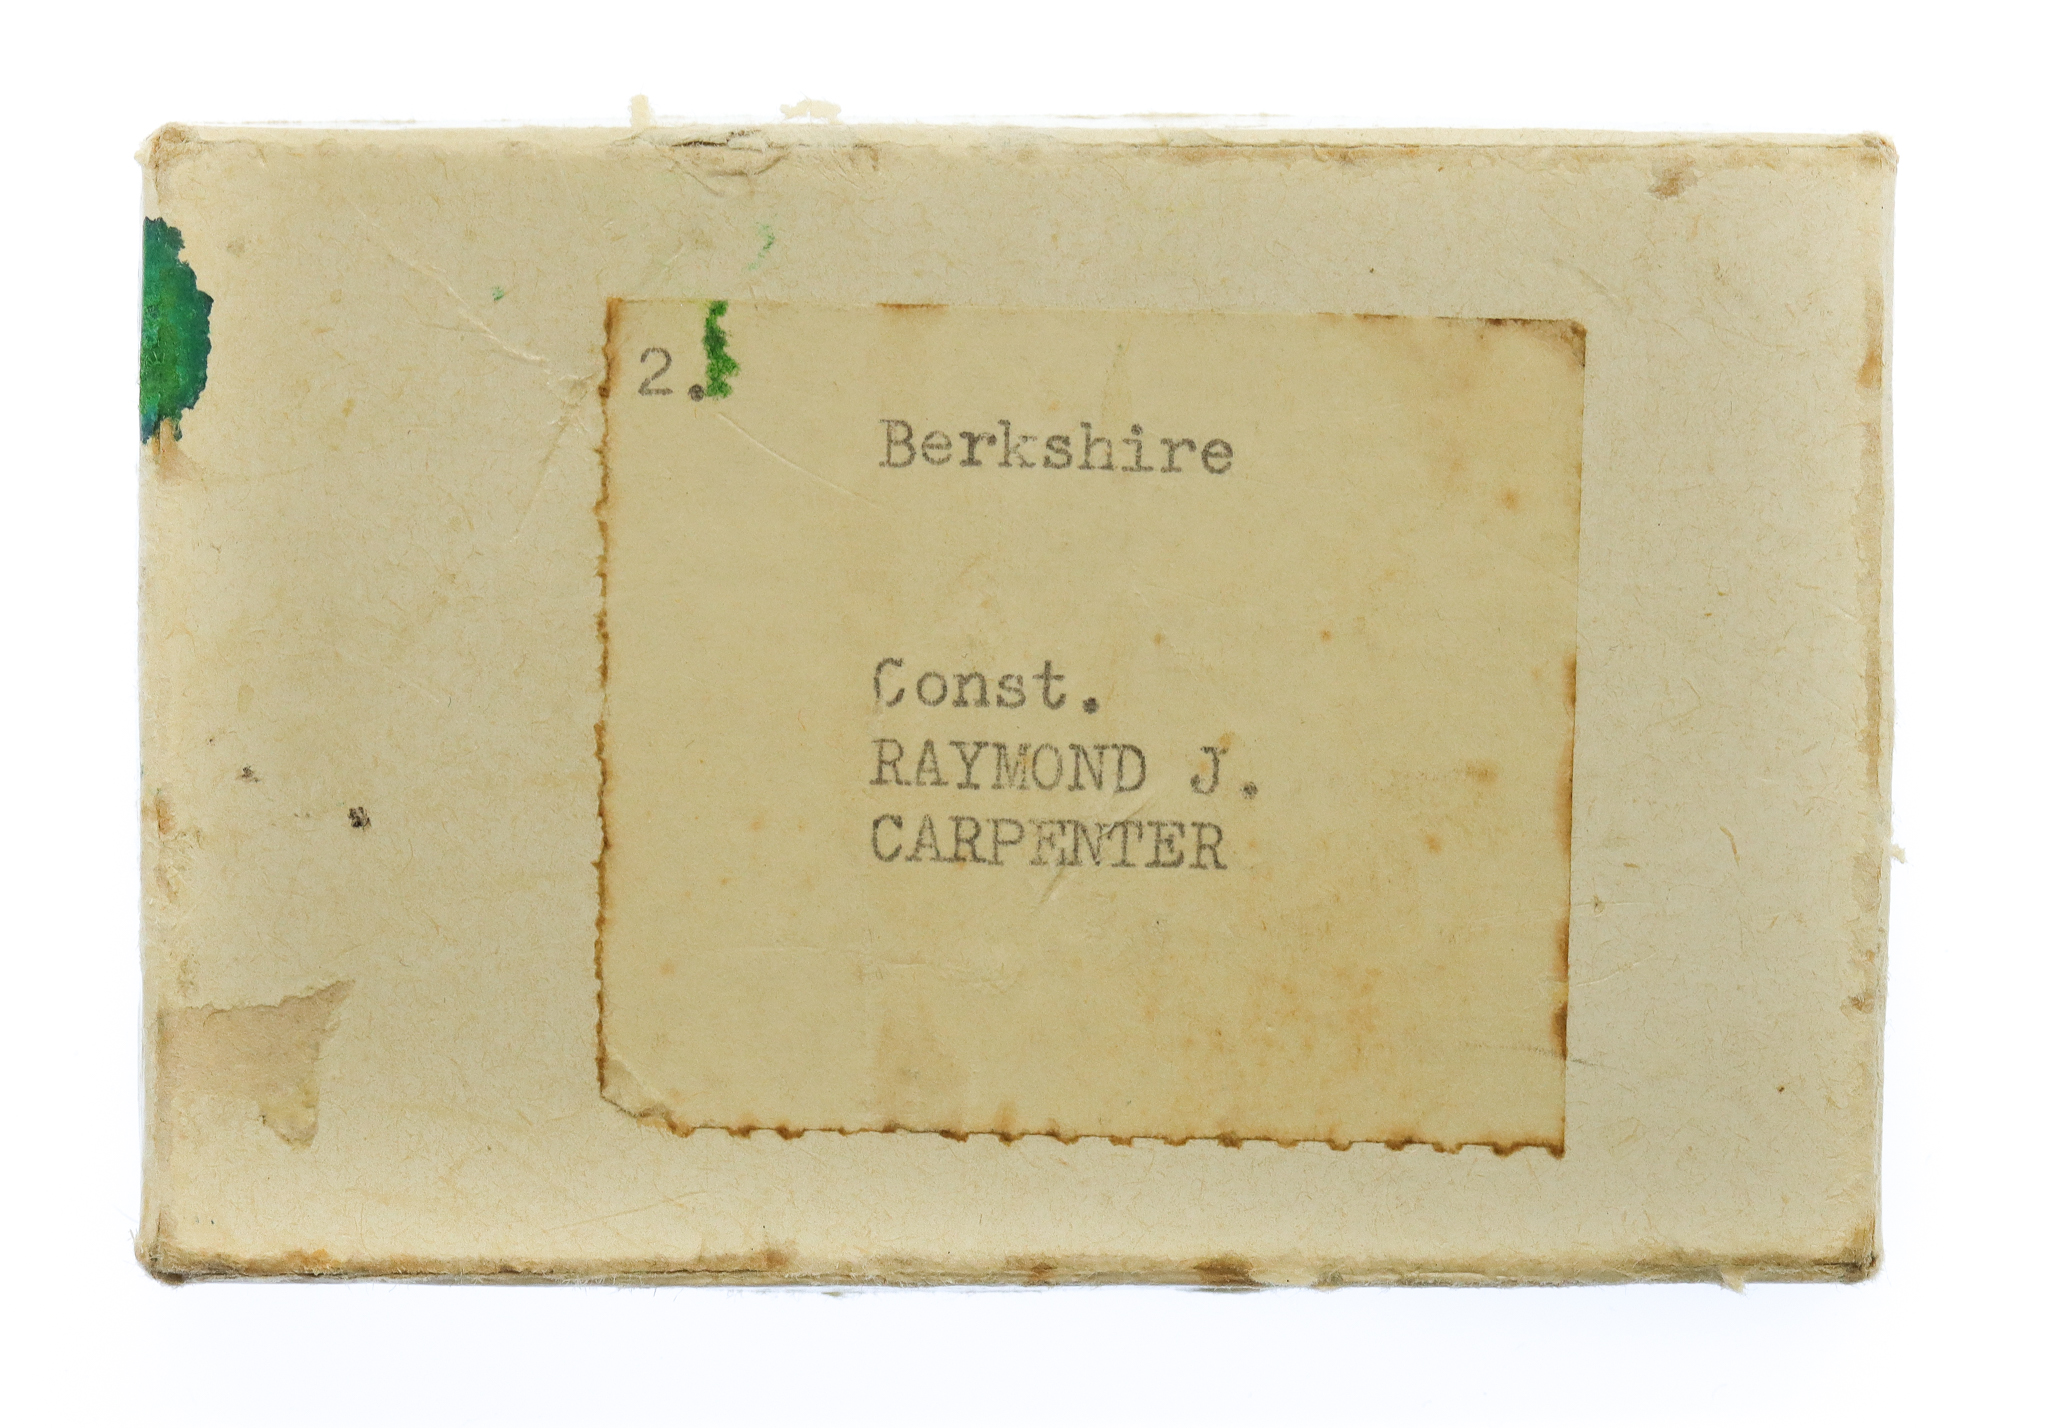 2.
Berkshire
Const.
RAYMOND J.
CARPENTER